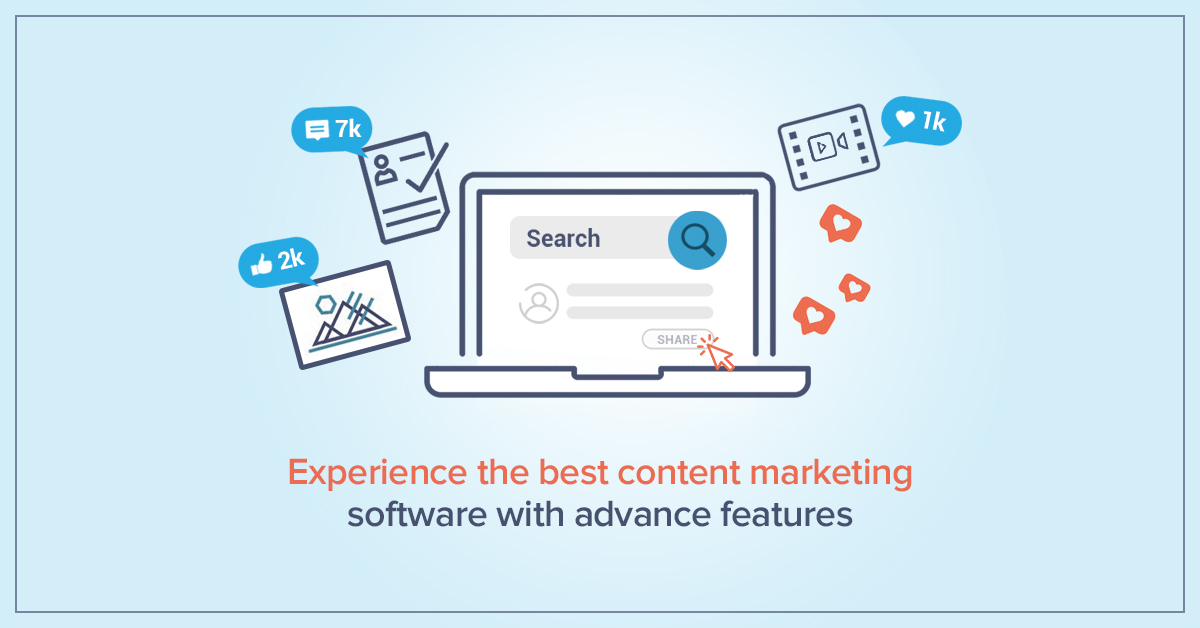 7k
1k
2k
Search
SHARE
Experience the best content marketing
software with advance features